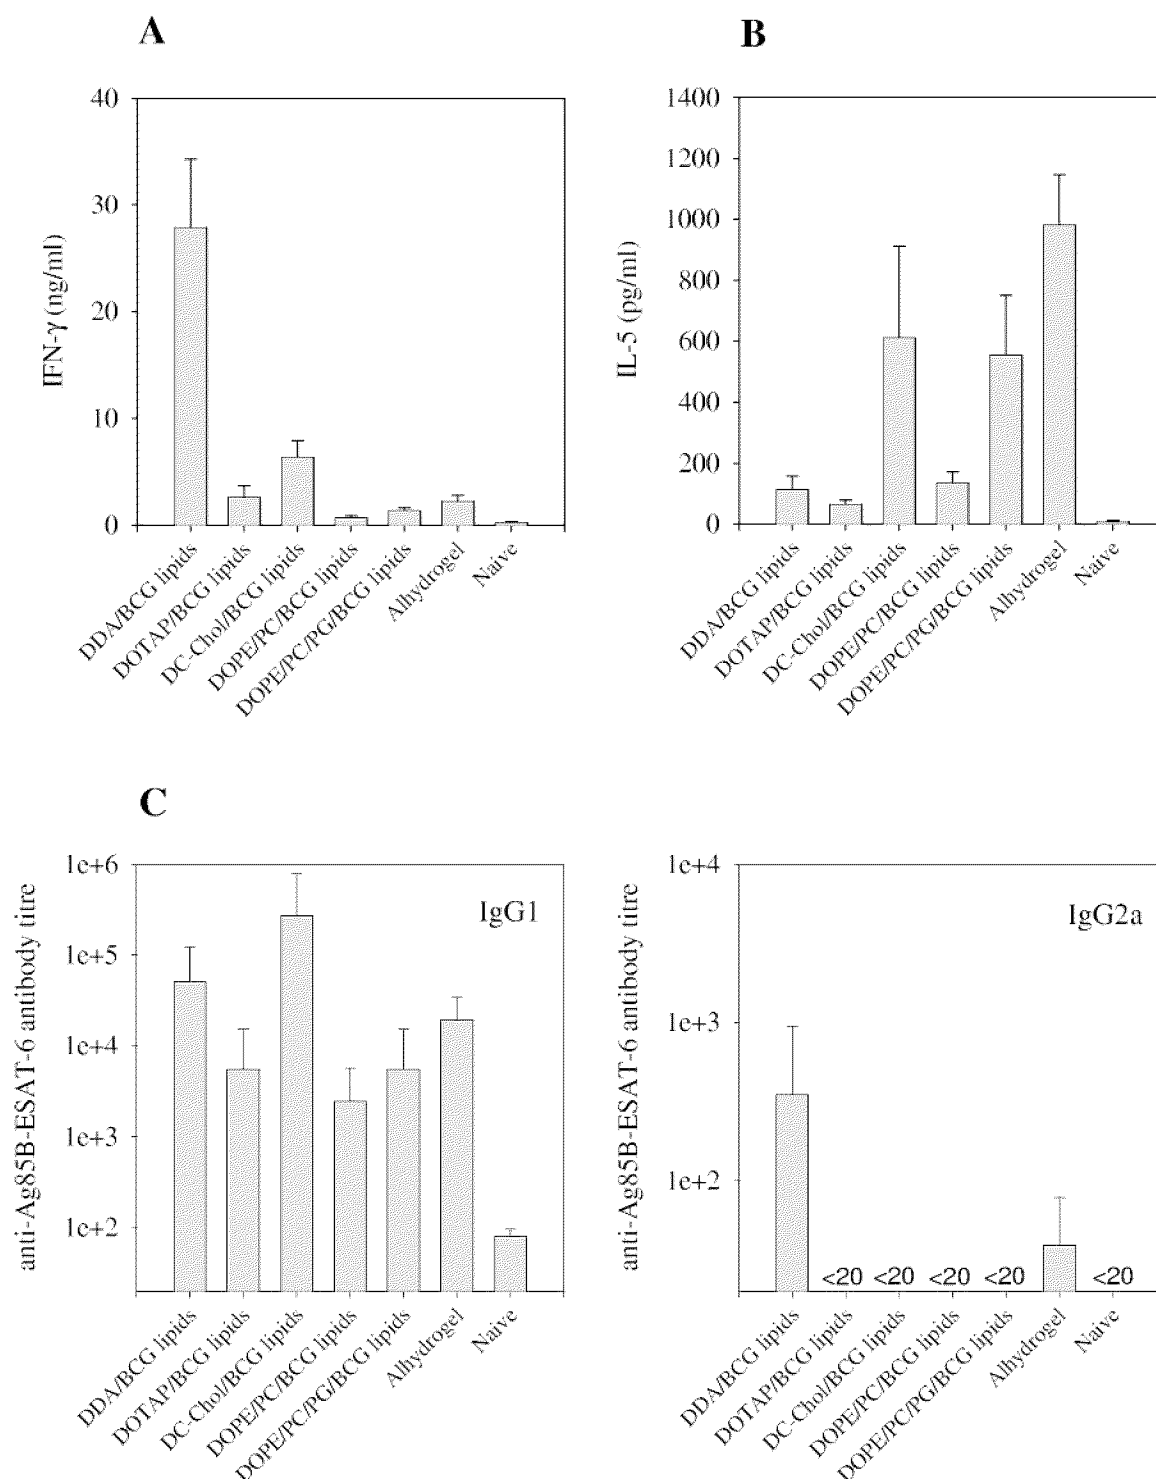 A
40
30
20
10
0
IFN-γ (ng/ml)
DDA/BCG lipids
DOTAP/BCG lipids
DC-Chol/BCG lipids
DOPE/PC/BCG lipids
DOPE/PC/PG/BCG lipids
Alhydrogel
Naive
B
1400
1200
1000
800
600
400
200
0
IL-5 (pg/ml)
DDA/BCG lipids
DOTAP/BCG lipids
DC-Chol/BCG lipids
DOPE/PC/BCG lipids
DOPE/PC/PG/BCG lipids
Alhydrogel
Naive
C
1e+6
1e+5
1e+4
1e+3
1e+2
anti-Ag85B-ESAT-6 antibody titre
IgG1
DDA/BCG lipids
DOTAP/BCG lipids
DC-Chol/BCG lipids
DOPE/PC/BCG lipids
DOPE/PC/PG/BCG lipids
Alhydrogel
Naive
1e+4
1e+3
1e+2
anti-Ag85B-ESAT-6 antibody titre
IgG2a
<20 <20 <20 <20 <20
DDA/BCG lipids
DOTAP/BCG lipids
DC-Chol/BCG lipids
DOPE/PC/BCG lipids
DOPE/PC/PG/BCG lipids
Alhydrogel
Naive